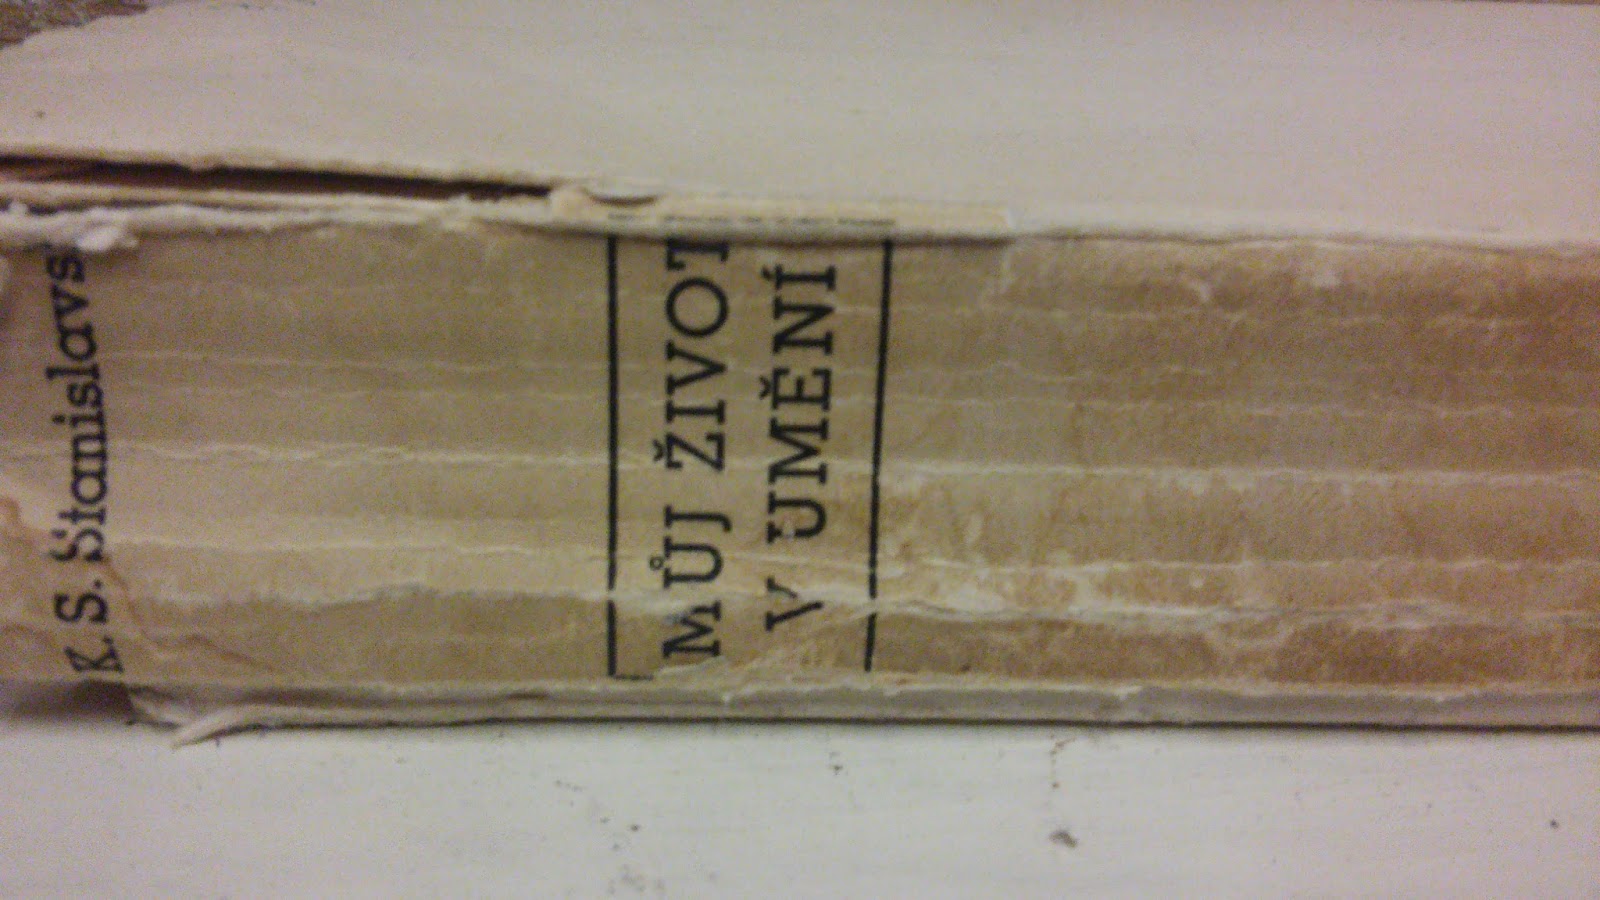 K. S. Stanislavs
MŮJ ŽIVOT
V UMĚNÍ